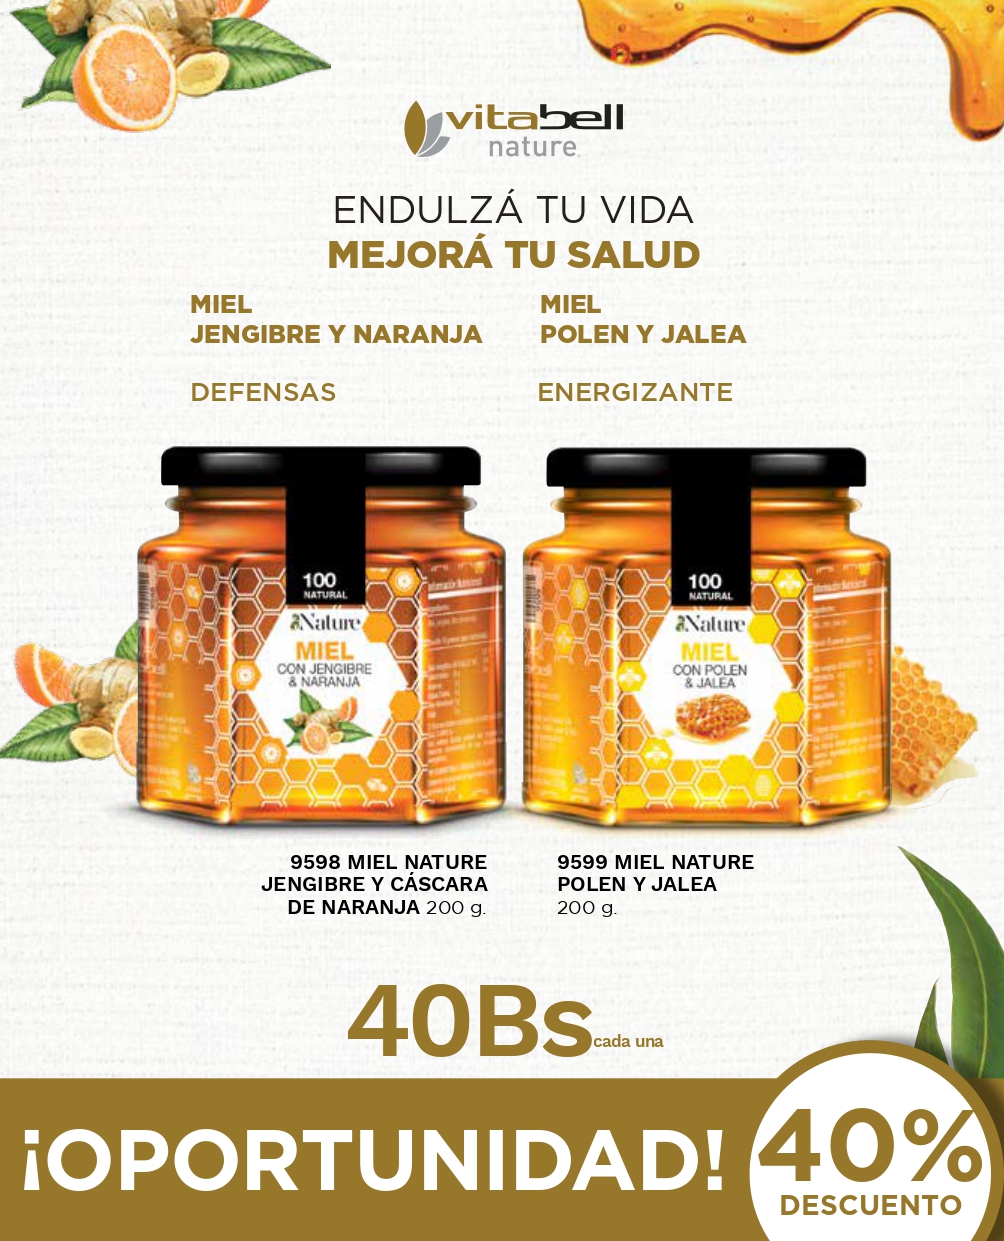 vitabell
nature
ENDULZÁ TU VIDA
MEJORÁ TU SALUD
MIEL
JENGIBRE Y NARANJA
DEFENSAS
MIEL
POLEN Y JALEA
ENERGIZANTE
100
NATURAL
Nature
MIEL
CON JENGIBRE
& NARANJA
100
NATURAL
Nature
MIEL
CON POLEN
& JALEA
9598 MIEL NATURE
JENGIBRE Y CÁSCARA
DE NARANJA 200 g.
9599 MIEL NATURE
POLEN Y JALEA
200 g.
40Bs cada una
¡OPORTUNIDAD!
40%
DESCUENTO